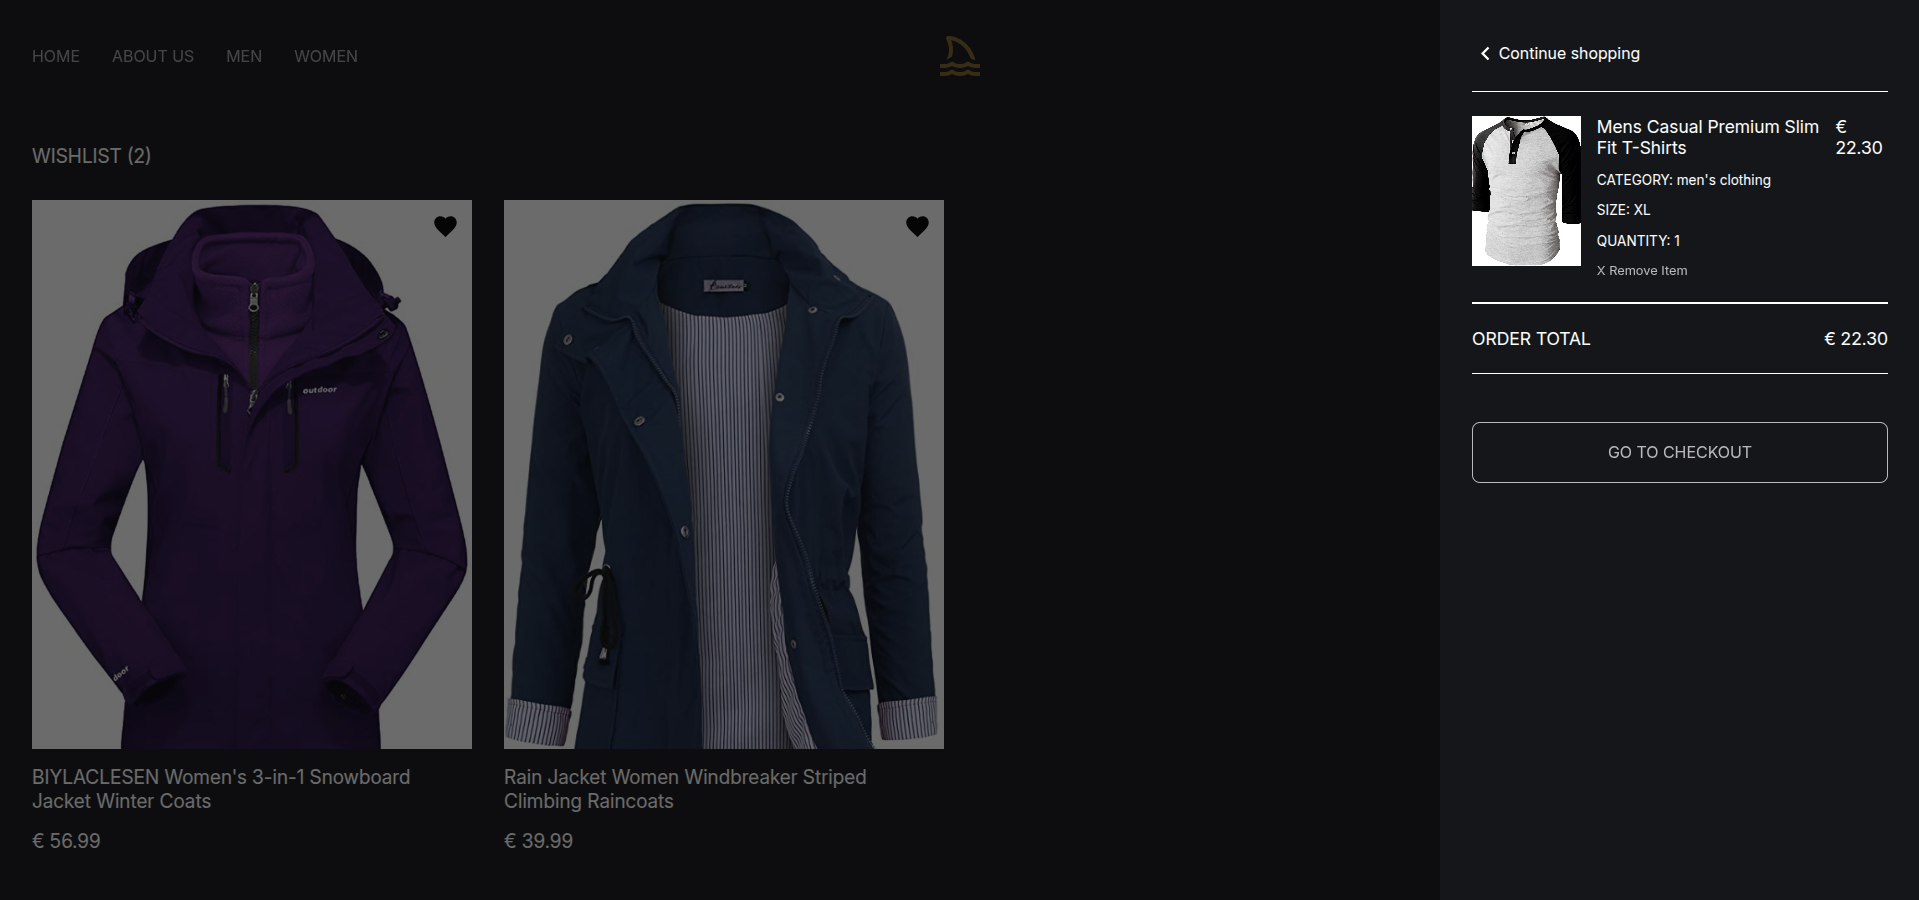 HOME
ABOUT US
MEN
WOMEN
WISHLIST (2)
outdoor
door
BIYLACLESEN Women's 3-in-1 Snowboard
Jacket Winter Coats
€ 56.99
Rain Jacket Women Windbreaker Striped
Climbing Raincoats
€ 39.99
Continue shopping
Mens Casual Premium Slim
Fit T-Shirts
€
22.30
CATEGORY: men's clothing
SIZE: XL
QUANTITY: 1
X Remove Item
ORDER TOTAL
€ 22.30
GO TO CHECKOUT